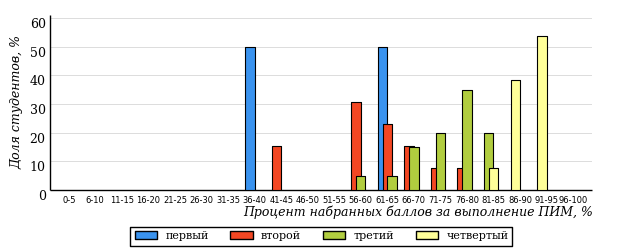 60
50
40
30
20
10
0
Доля студентов, %
0-5 6-10 11-15 16-20 21-25 26-30 31-35 36-40 41-45 46-50 51-55 56-60 61-65 66-70 71-75 76-80 81-85 86-90 91-95 96-100
Процент набранных баллов за выполнение ПИМ, %
первый второй третий четвертый